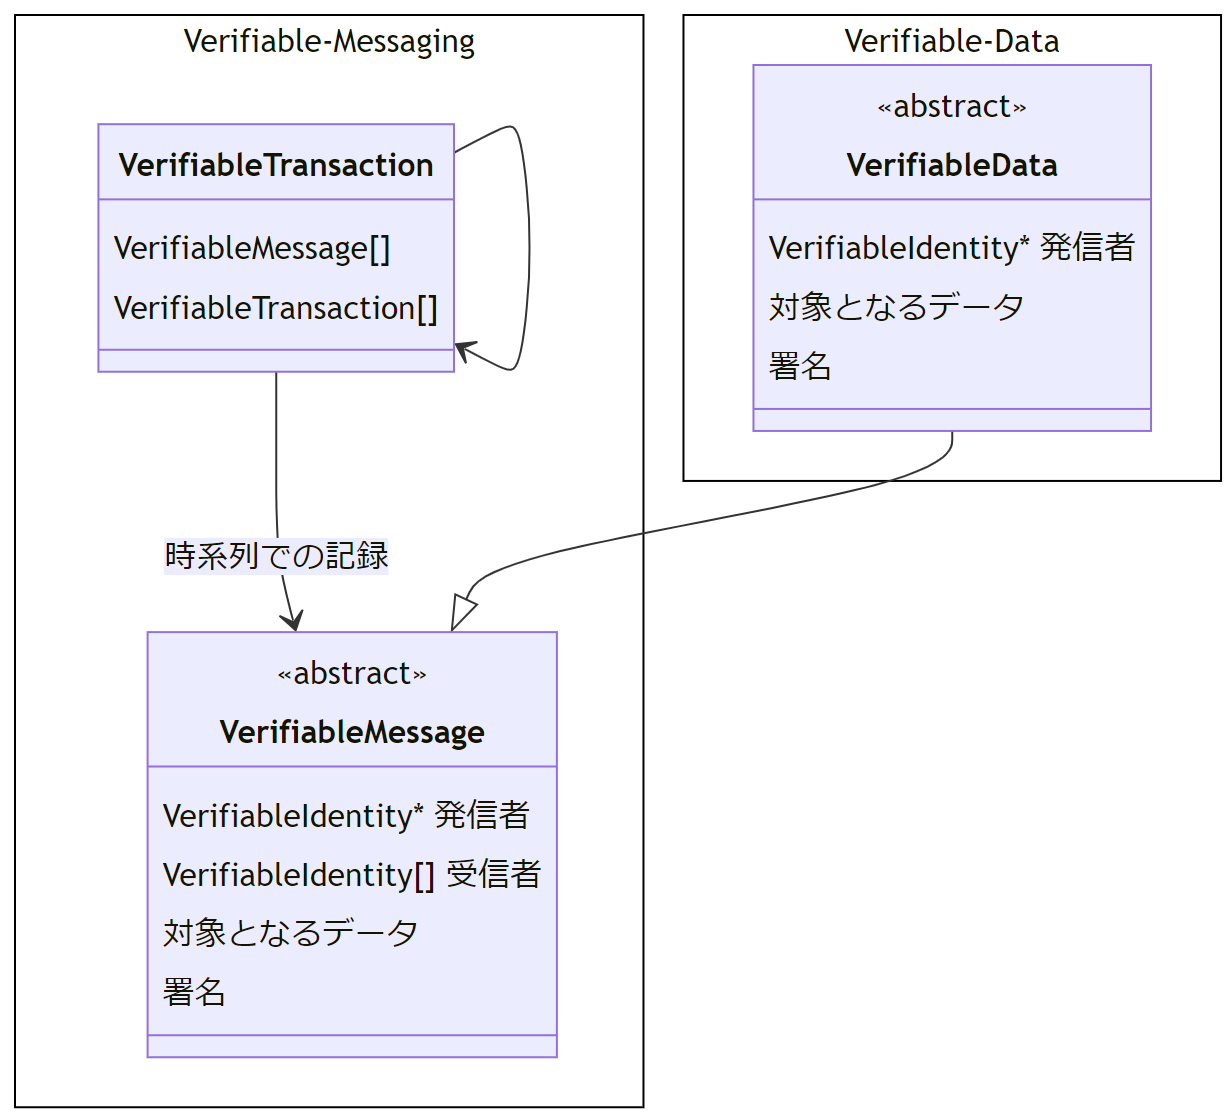 Verifiable-Messaging
VerifiableTransaction
VerifiableMessage[]
VerifiableTransaction[]
時系列での記録
«abstract»
VerifiableMessage
VerifiableIdentity* 発信者
VerifiableIdentity[] 受信者
対象となるデータ
署名
Verifiable-Data
«abstract»
VerifiableData
VerifiableIdentity* 発信者
対象となるデータ
署名